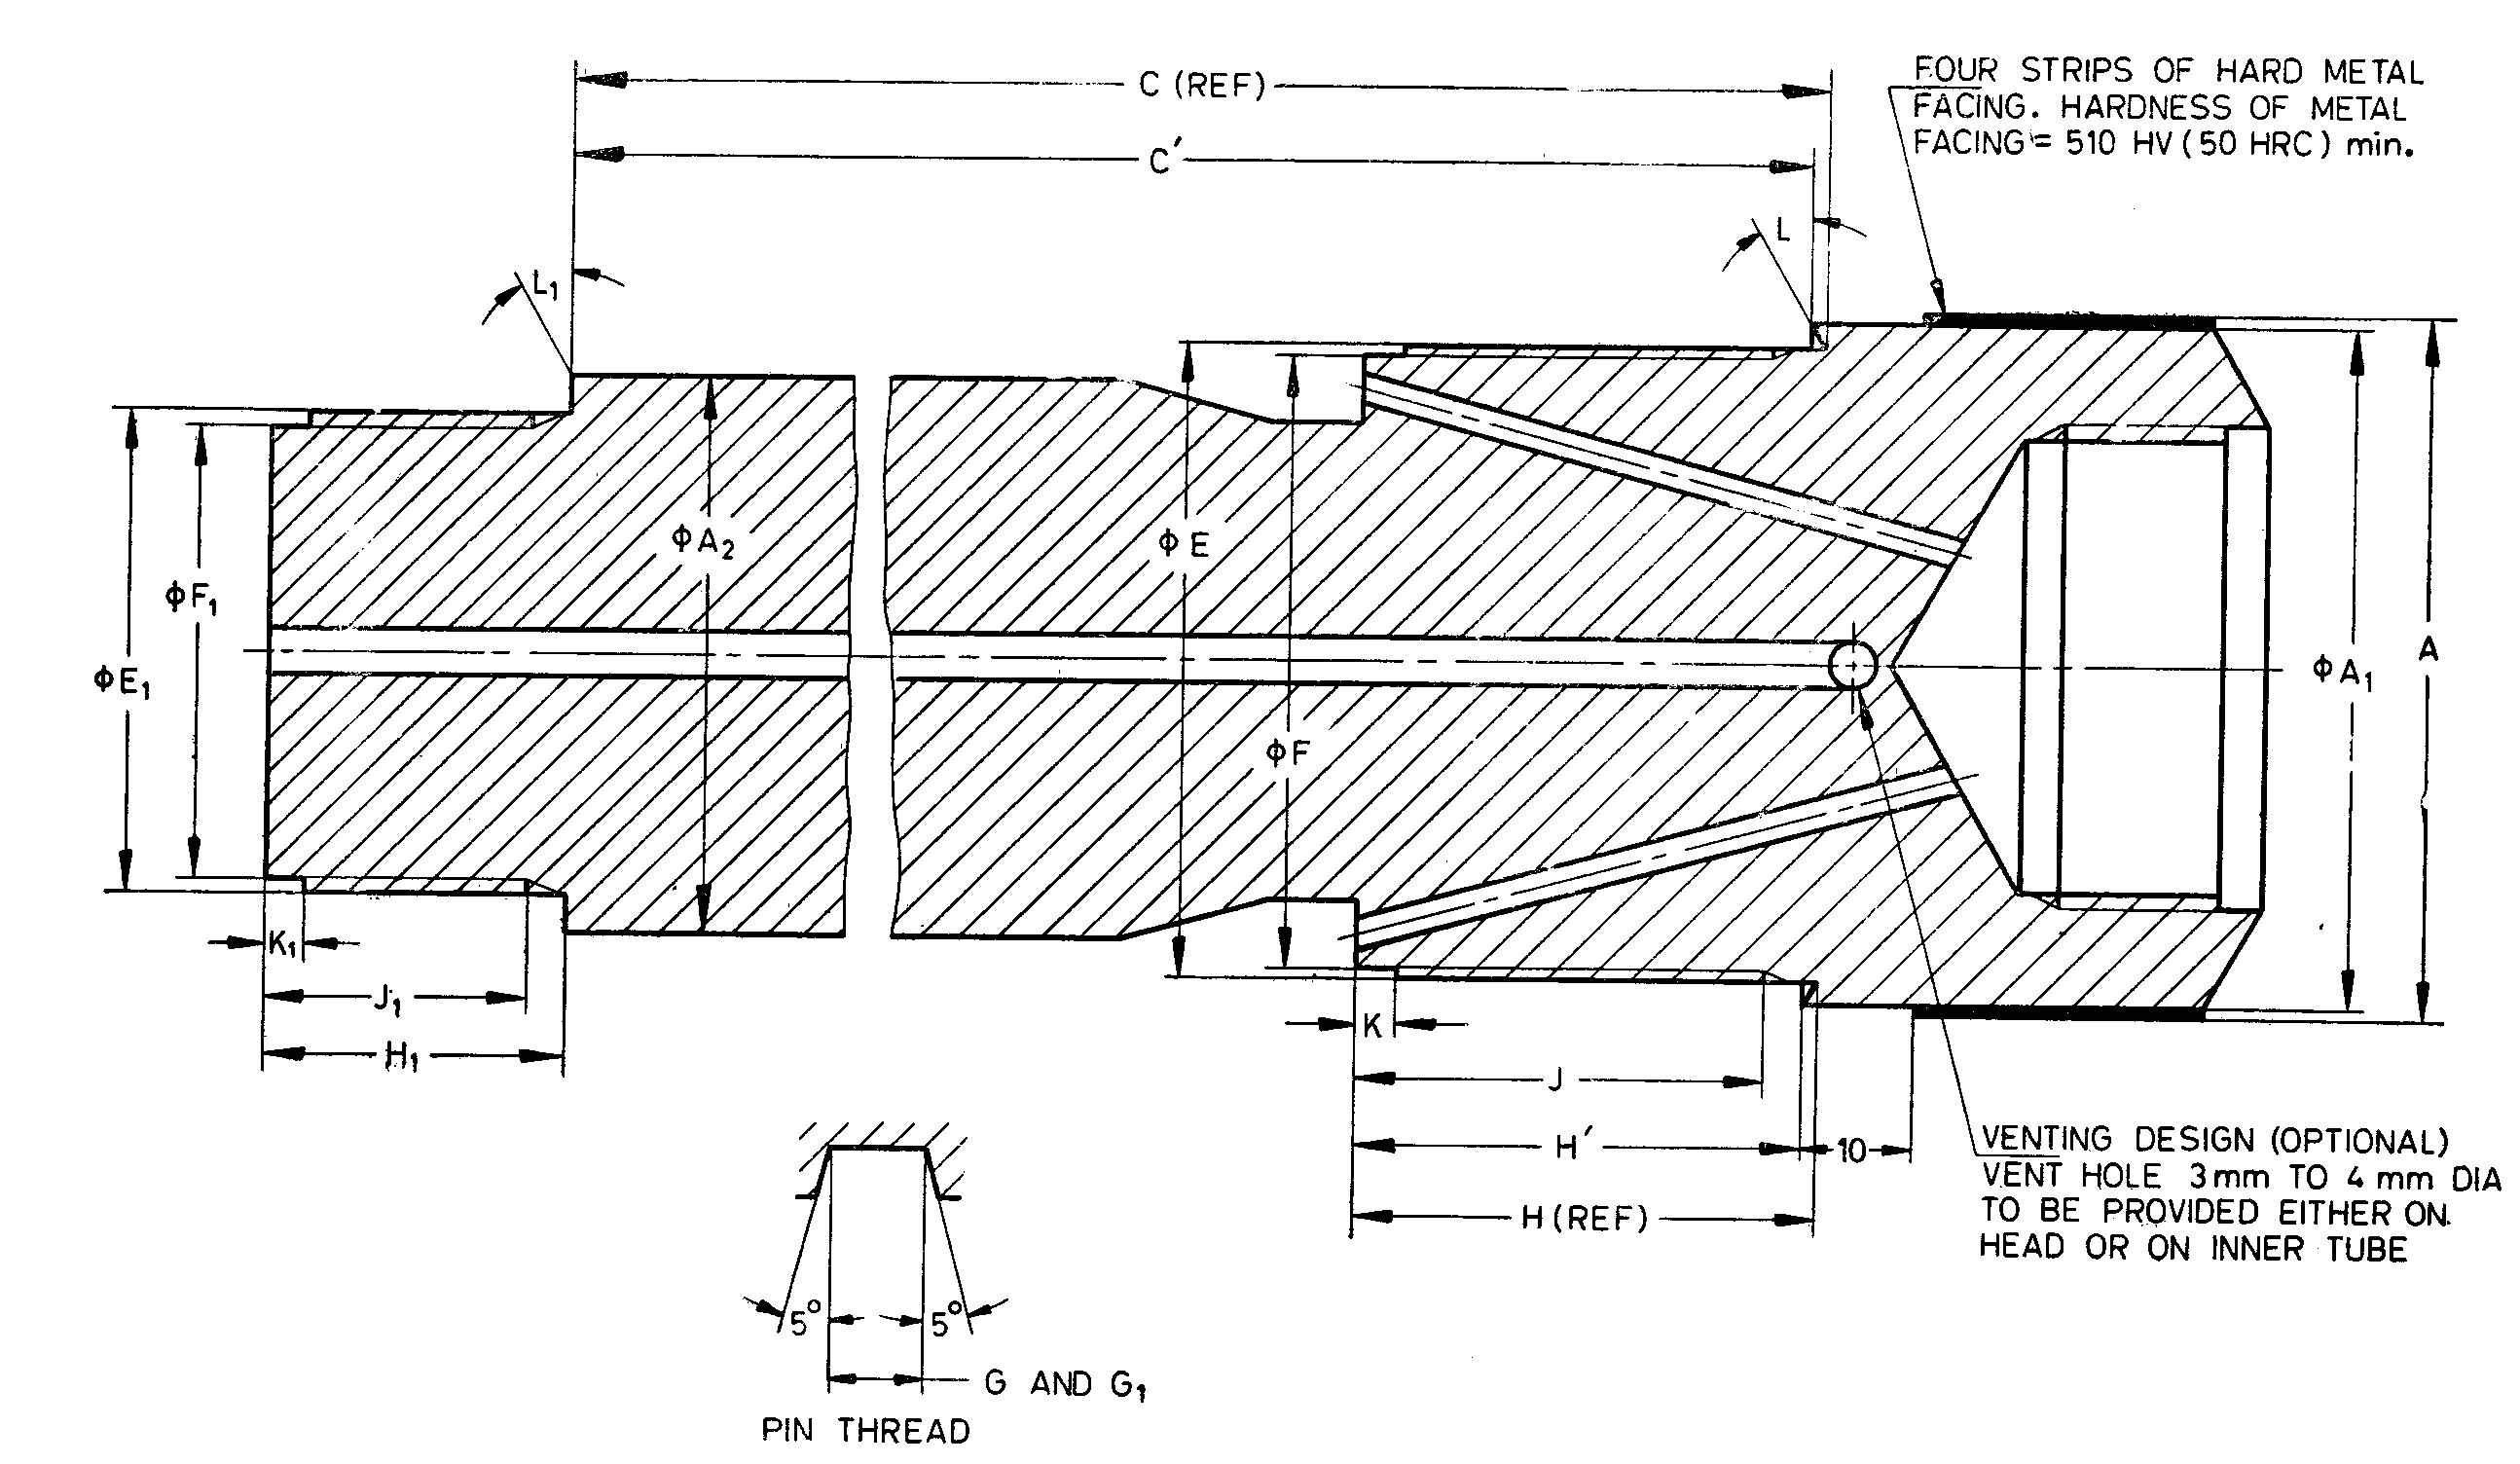 C (REF)
C′
FOUR STRIPS OF HARD METAL
FACING. HARDNESS OF METAL
FACING = 510 HV (50 HRC) min.
L
L₁
ϕA₂
ϕE
ϕF₁
ϕE₁
ϕA₁
A
ϕF
K₁
J₁
H₁
K
J
H′
10
H (REF)
VENTING DESIGN (OPTIONAL)
VENT HOLE 3mm TO 4 mm DIA
TO BE PROVIDED EITHER ON
HEAD OR ON INNER TUBE
5°
5°
G AND G₁
PIN THREAD